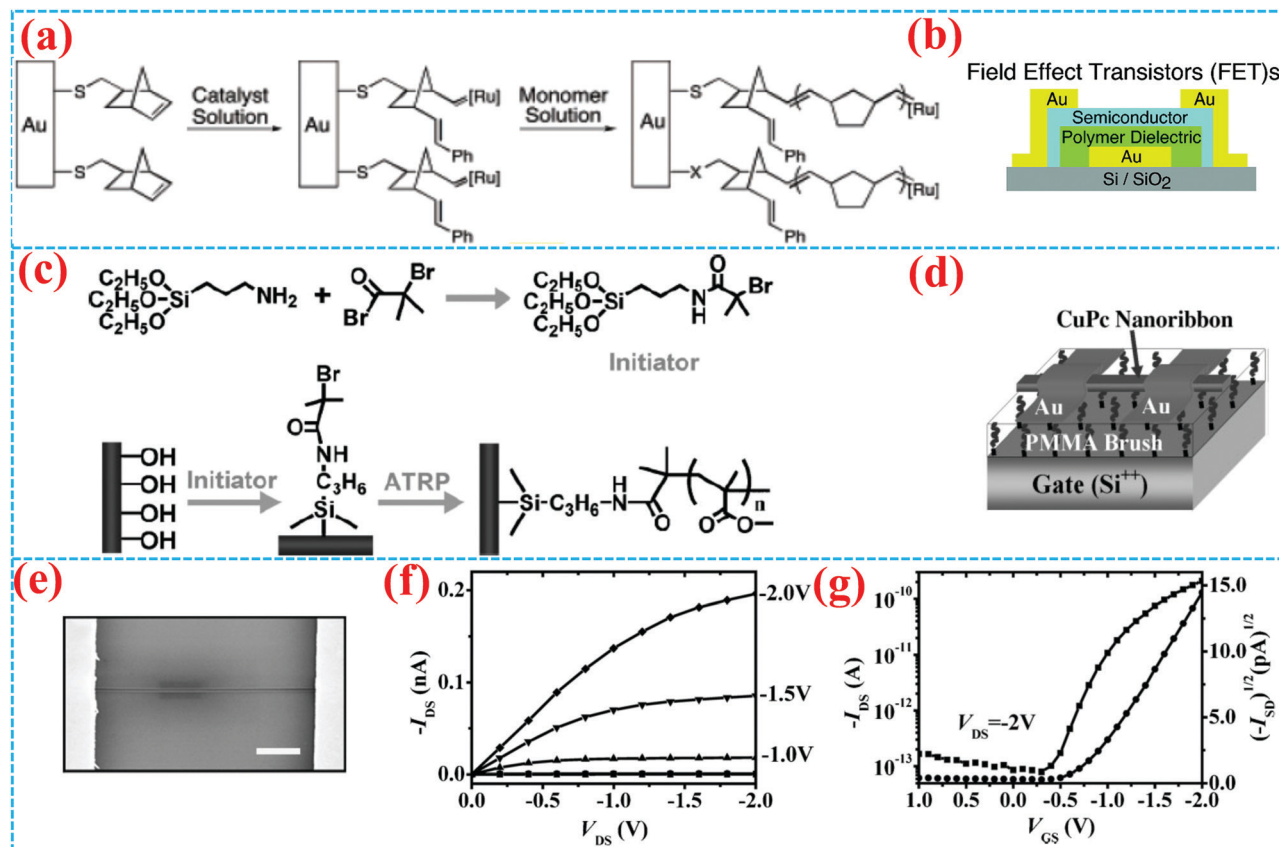 (a)
S
Au
S
Catalyst
Solution
S
[Ru]
Ph
Au
S
[Ru]
Ph
Monomer
Solution
S
[Ru]
Ph
Au
X
[Ru]
Ph
(b)
Field Effect Transistors (FET)s
Au Au
Semiconductor
Polymer Dielectric
Au
Si / SiO2
(c)
C2H5O
C2H5O-Si
C2H5O
NH2
+
O
Br
Br
C2H5O
C2H5O-Si
C2H5O
N
H
O
Br
Initiator
OH
OH
OH
OH
Initiator
Br
O
NH
C3H6
Si
ATRP
Si
C3H6-NH
O
n
O
O
(d)
CuPc Nanoribbon
Au Au
PMMA Brush
Gate (Si++)
(e)
(f)
-IDS (nA)
0.2
0.1
0.0
-2.0V
-1.5V
-1.0V
0.0 -0.5 -1.0 -1.5 -2.0
VDS (V)
(g)
-IDS (A)
10-10
10-11
10-12
10-13
VDS=-2V
15.0
10.0
5.0
0.0
(-ISD)1/2(pA)1/2
1.0 0.5 0.0 -0.5 -1.0 -1.5 -2.0
VGS (V)